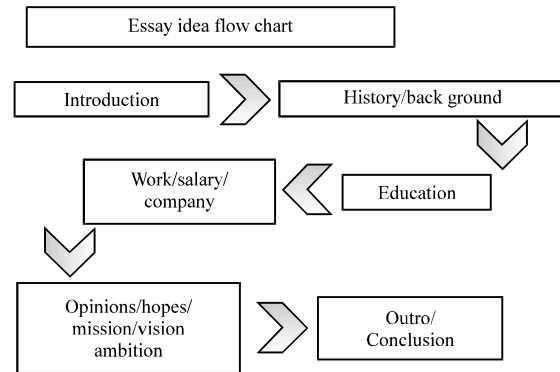 Essay idea flow chart
Introduction
History/back ground
Education
Work/salary/
company
Opinions/hopes/
mission/vision
ambition
Outro/
Conclusion